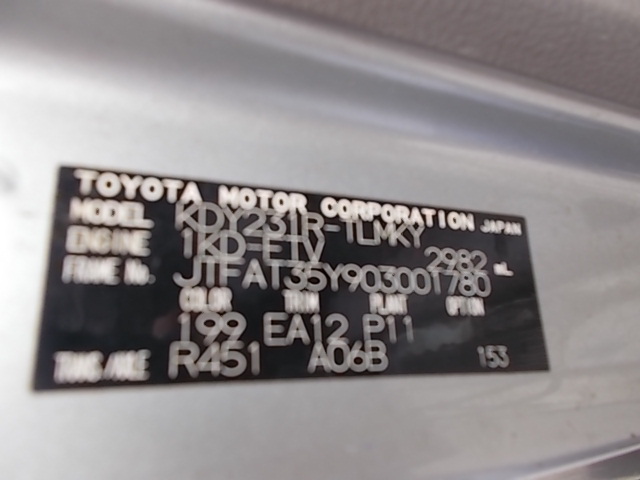 TOYOTA MOTOR CORPORATION JAPAN
MODEL KDY231R-TLMKY
ENGINE 1KD-FTV 2982 mL
FRAME No. JTFAT35Y903001780
COLOR TRIM PLANT OPTION
199 EA12 P11
TRANS/AXLE R451 A06B 153